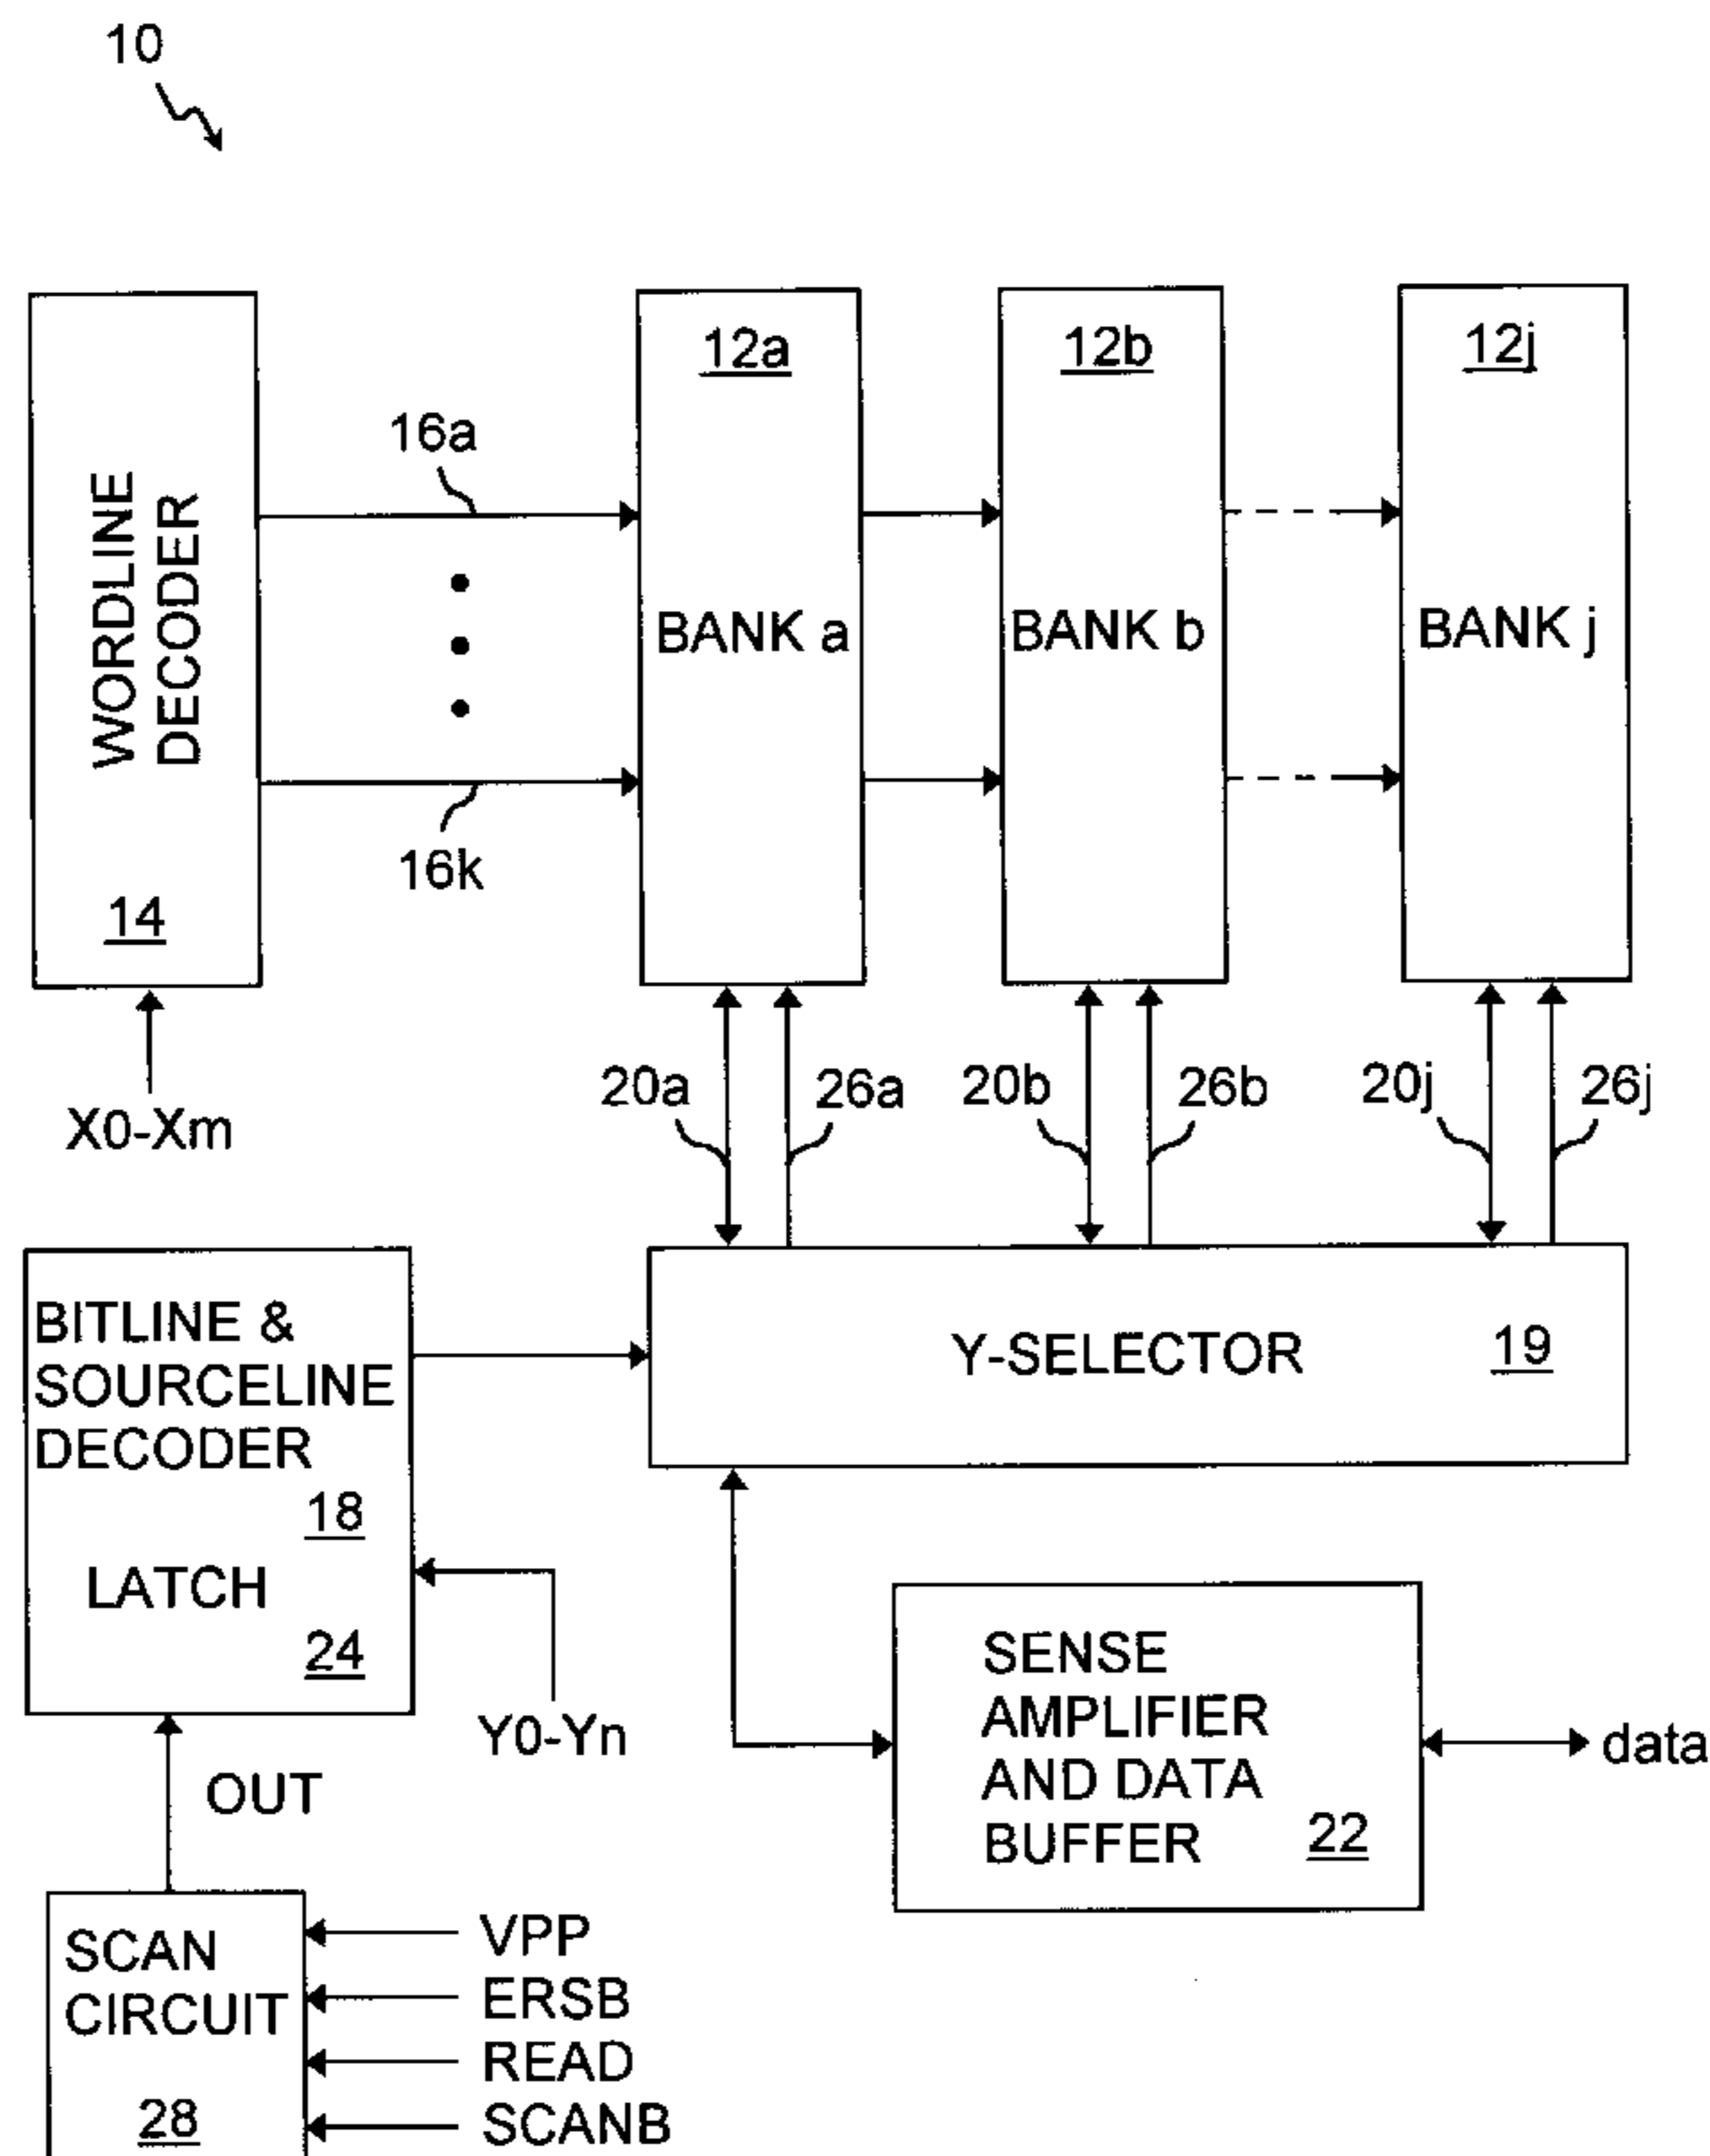 10
12a
12b
12j
16a
WORDLINE
DECODER
BANK a
BANK b
BANK j
16k
14
X0-Xm
20a
26a
20b
26b
20j
26j
BITLINE &
SOURCELINE
DECODER
18
LATCH
24
Y-SELECTOR
19
Y0-Yn
SENSE
AMPLIFIER
AND DATA
BUFFER
22
data
OUT
SCAN
CIRCUIT
28
VPP
ERSB
READ
SCANB